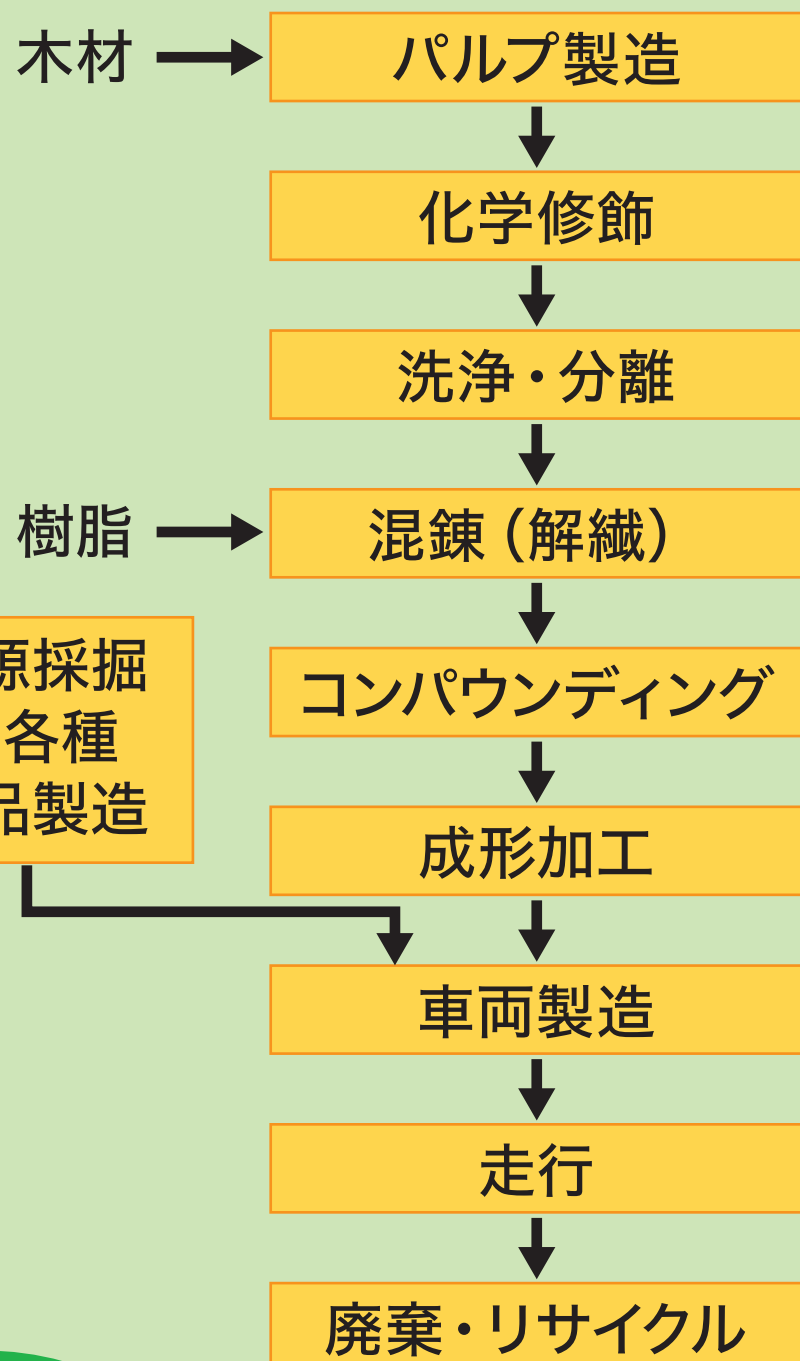 木材
パルプ製造
化学修飾
洗浄・分離
樹脂
混錬（解繊）
源採掘
各種
品製造
コンパウンディング
成形加工
車両製造
走行
廃棄・リサイクル